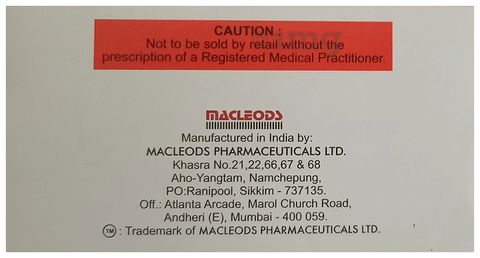 CAUTION :
Not to be sold by retail without the
prescription of a Registered Medical Practitioner.
MACLEODS
Manufactured in India by:
MACLEODS PHARMACEUTICALS LTD.
Khasra No.21,22,66,67 & 68
Aho-Yangtam, Namchepung,
PO:Ranipool, Sikkim - 737135.
Off.: Atlanta Arcade, Marol Church Road,
Andheri (E), Mumbai - 400 059.
TM : Trademark of MACLEODS PHARMACEUTICALS LTD.